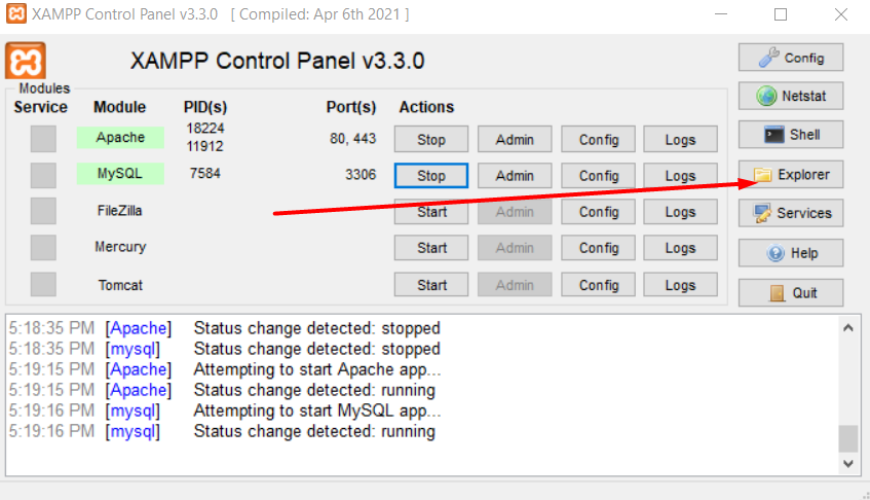 XAMPP Control Panel v3.3.0 [ Compiled: Apr 6th 2021 ]
XAMPP Control Panel v3.3.0
Config
Modules
Service Module PID(s) Port(s) Actions
Netstat
Apache 18224 11912 80, 443 Stop Admin Config Logs
Shell
MySQL 7584 3306 Stop Admin Config Logs
Explorer
FileZilla Start Admin Config Logs
Services
Mercury Start Admin Config Logs
Help
Tomcat Start Admin Config Logs
Quit
5:18:35 PM [Apache] Status change detected: stopped
5:18:35 PM [mysql] Status change detected: stopped
5:19:15 PM [Apache] Attempting to start Apache app...
5:19:15 PM [Apache] Status change detected: running
5:19:16 PM [mysql] Attempting to start MySQL app...
5:19:16 PM [mysql] Status change detected: running